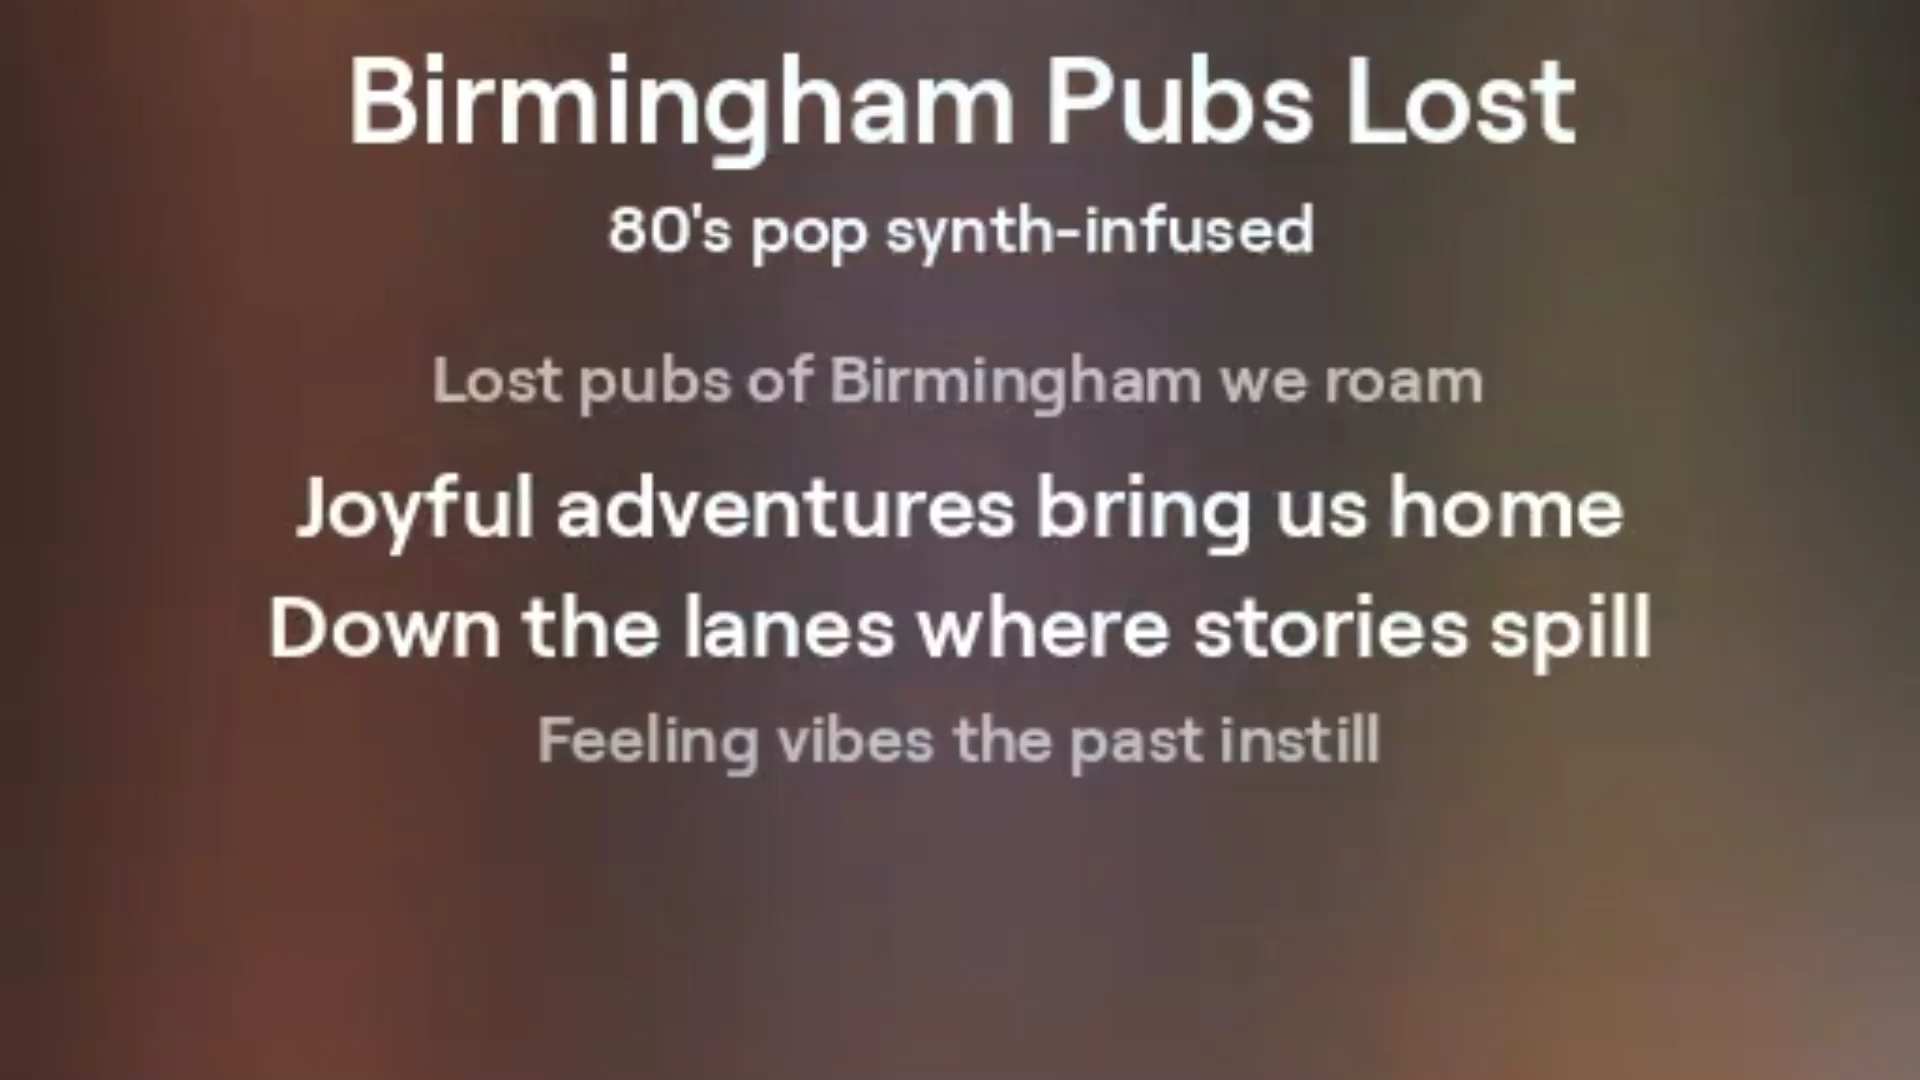 Birmingham Pubs Lost
80's pop synth-infused
Lost pubs of Birmingham we roam
Joyful adventures bring us home
Down the lanes where stories spill
Feeling vibes the past instill